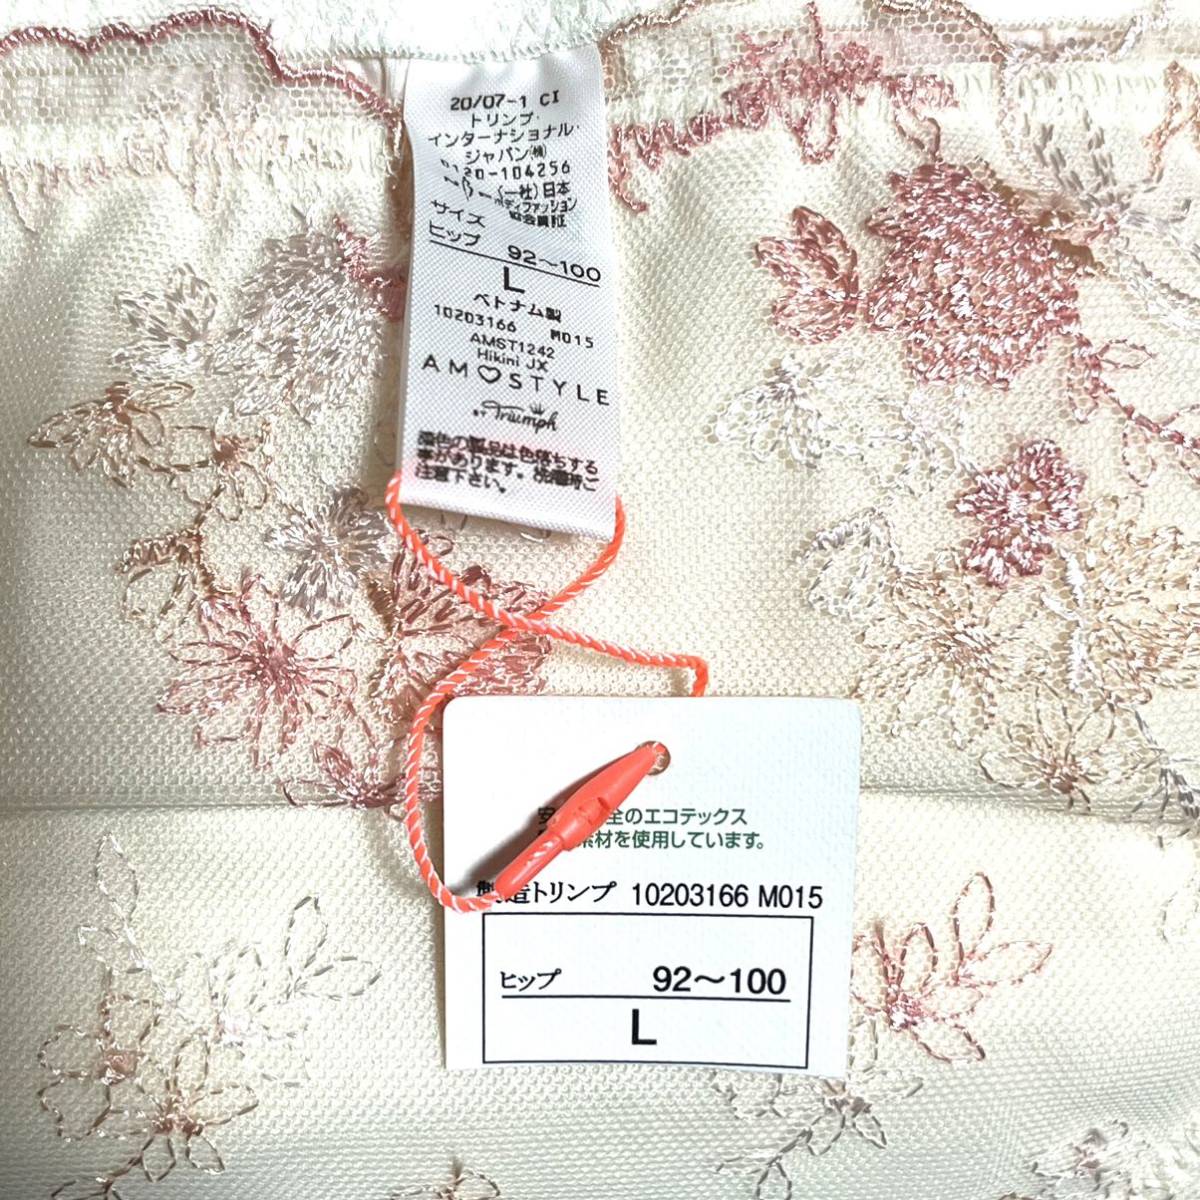 20/07-1 CI
トリンプ・
インターナショナル・
ジャパン㈱
20-104256
(一社)日本
ボディファッション
協会員証
サイズ
ヒップ 92～100
L
ベトナム製
10203166 M015
AMST1242
Hikini JX
AMOSTYLE
BY Triumph
濃色の製品は色落ちする
事があります。洗濯時ご
注意下さい。
全のエコテックス
素材を使用しています。
製造トリンプ 10203166 M015
ヒップ 92～100
L